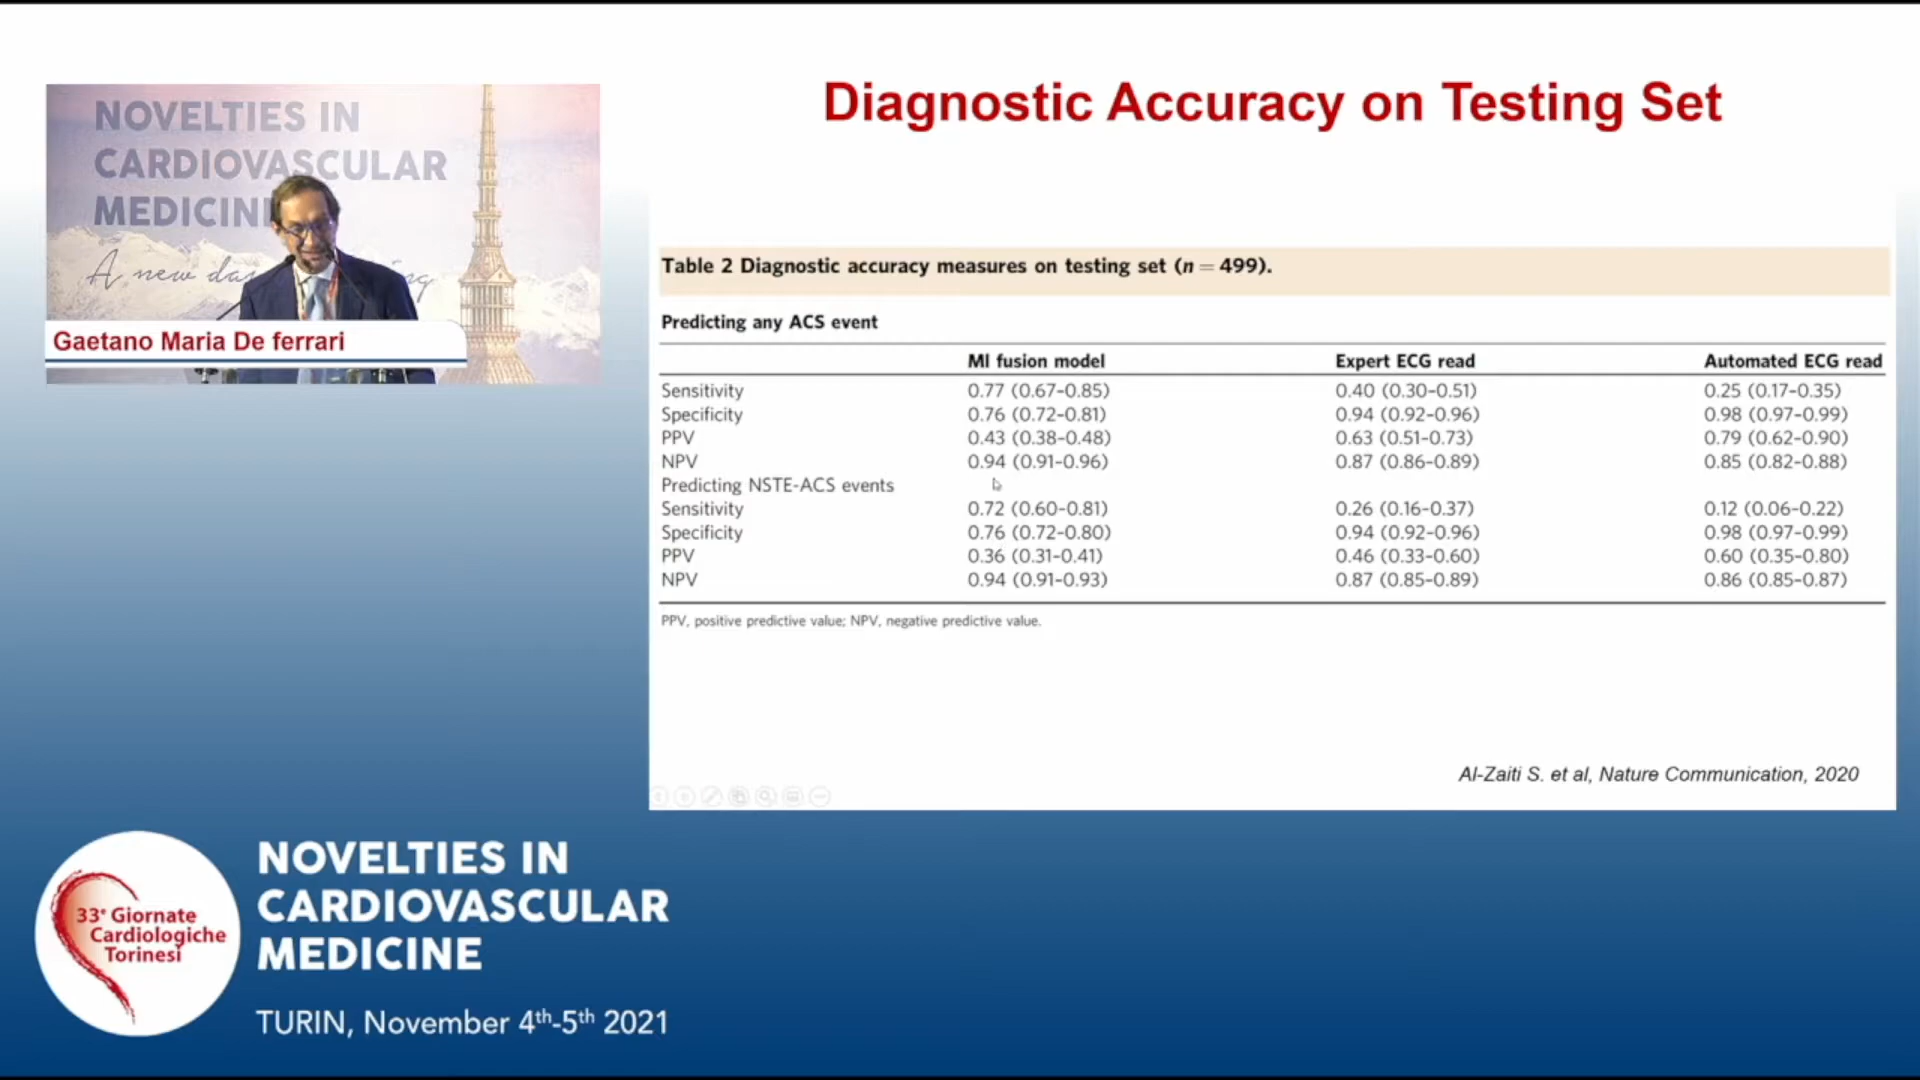 Diagnostic Accuracy on Testing Set
NOVELTIES IN
CARDIOVASCULAR
MEDICIN
A new da
Gaetano Maria De ferrari
Table 2 Diagnostic accuracy measures on testing set (n = 499).
Predicting any ACS event
MI fusion model Expert ECG read Automated ECG read
Sensitivity 0.77 (0.67–0.85) 0.40 (0.30–0.51) 0.25 (0.17–0.35)
Specificity 0.76 (0.72–0.81) 0.94 (0.92–0.96) 0.98 (0.97–0.99)
PPV 0.43 (0.38–0.48) 0.63 (0.51–0.73) 0.79 (0.62–0.90)
NPV 0.94 (0.91–0.96) 0.87 (0.86–0.89) 0.85 (0.82–0.88)
Predicting NSTE-ACS events
Sensitivity 0.72 (0.60–0.81) 0.26 (0.16–0.37) 0.12 (0.06–0.22)
Specificity 0.76 (0.72–0.80) 0.94 (0.92–0.96) 0.98 (0.97–0.99)
PPV 0.36 (0.31–0.41) 0.46 (0.33–0.60) 0.60 (0.35–0.80)
NPV 0.94 (0.91–0.93) 0.87 (0.85–0.89) 0.86 (0.85–0.87)
PPV, positive predictive value; NPV, negative predictive value.
Al-Zaiti S. et al, Nature Communication, 2020
33° Giornate
Cardiologiche
Torinesi
NOVELTIES IN
CARDIOVASCULAR
MEDICINE
TURIN, November 4th-5th 2021